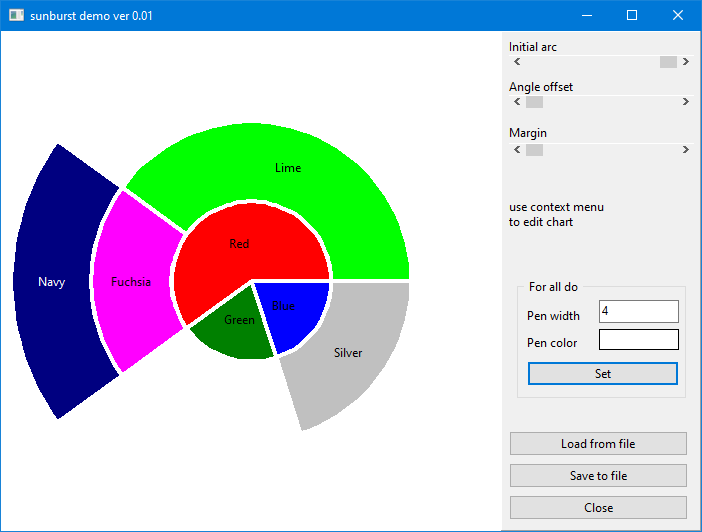 sunburst demo ver 0.01
Initial arc
Angle offset
Margin
use context menu
to edit chart
For all do
Pen width 4
Pen color
Set
Load from file
Save to file
Close
Lime
Red
Navy
Fuchsia
Blue
Green
Silver